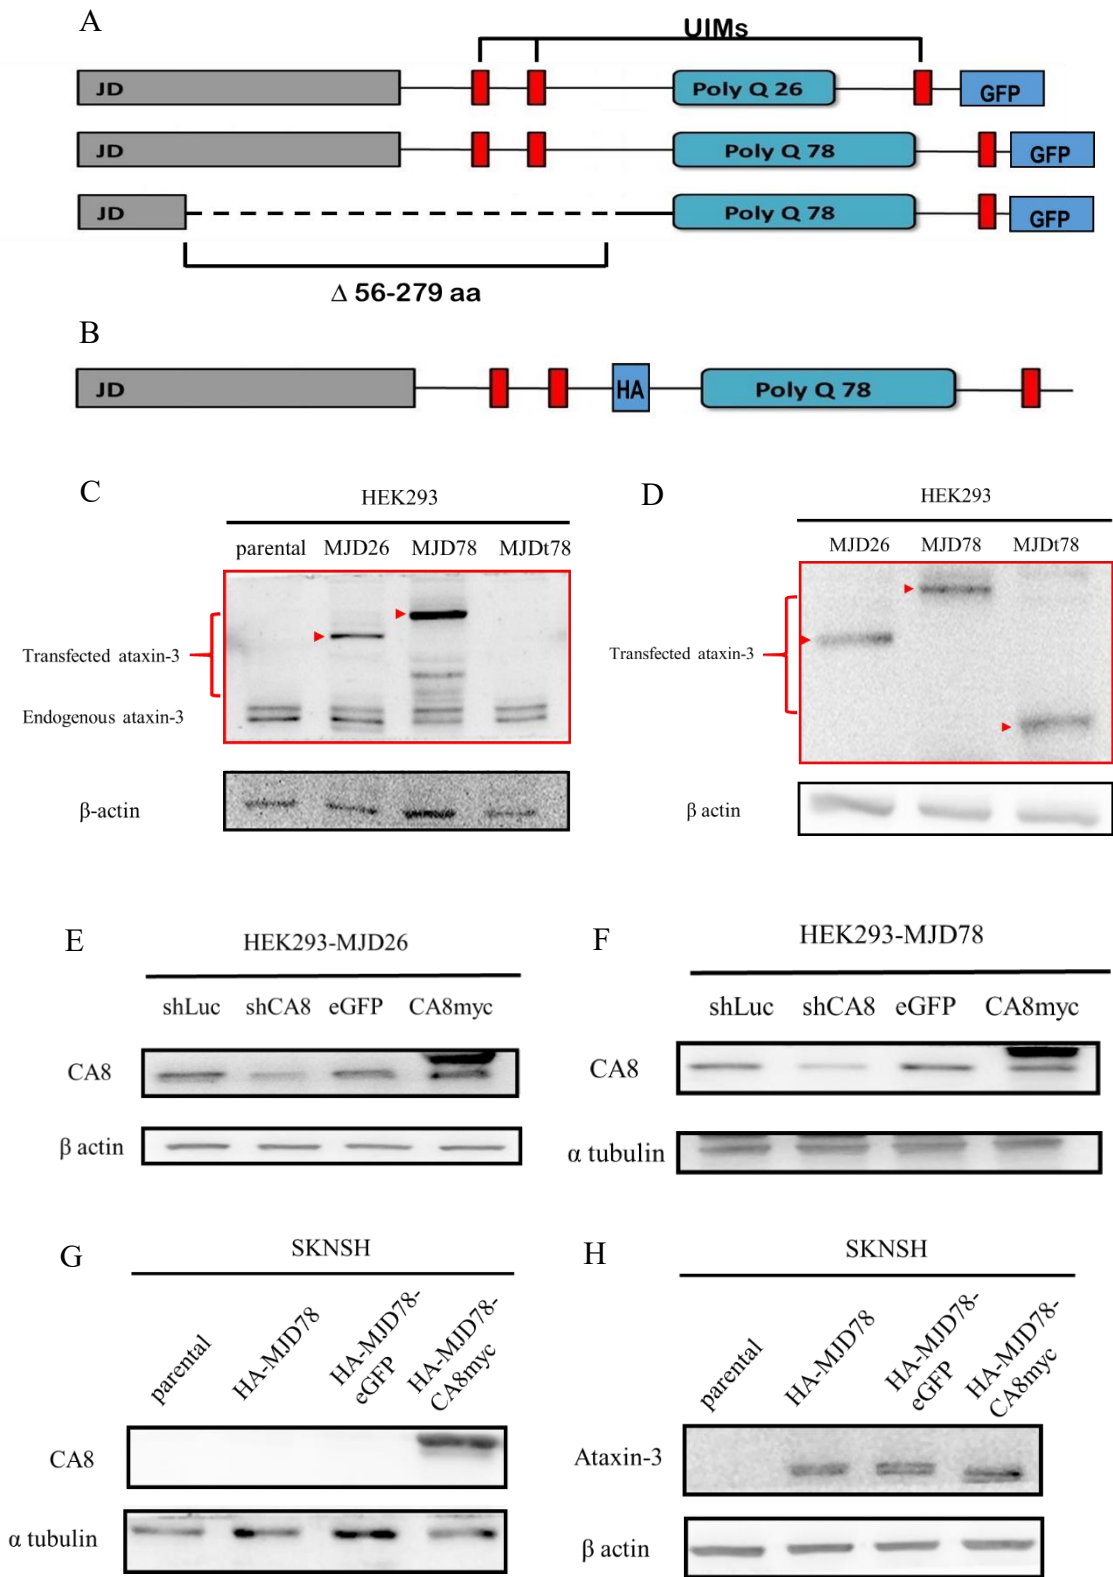 A
UIMs
JD
Poly Q 26
GFP
JD
Poly Q 78
GFP
JD
Poly Q 78
GFP
Δ 56-279 aa
B
JD
HA
Poly Q 78
C
HEK293
parental MJD26 MJD78 MJDt78
Transfected ataxin-3
Endogenous ataxin-3
β-actin
D
HEK293
MJD26 MJD78 MJDt78
Transfected ataxin-3
β actin
E
HEK293-MJD26
shLuc shCA8 eGFP CA8myc
CA8
β actin
F
HEK293-MJD78
shLuc shCA8 eGFP CA8myc
CA8
α tubulin
G
SKNSH
parental
HA-MJD78
HA-MJD78-
eGFP
HA-MJD78-
CA8myc
CA8
α tubulin
H
SKNSH
parental
HA-MJD78
HA-MJD78-
eGFP
HA-MJD78-
CA8myc
Ataxin-3
β actin